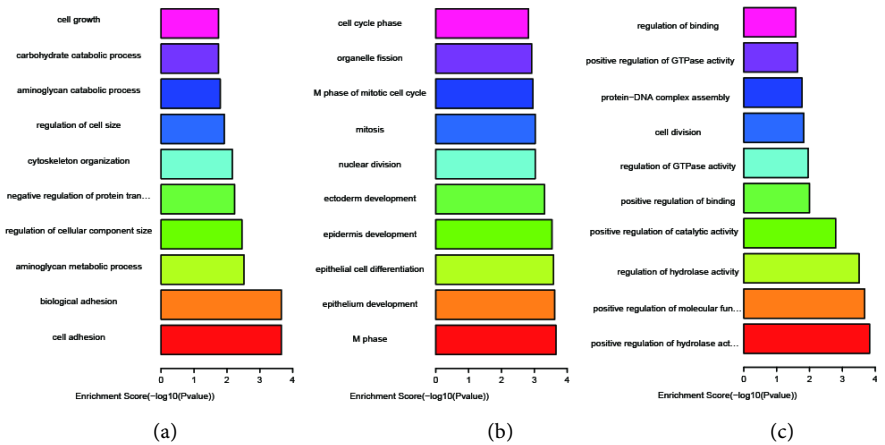 cell growth
carbohydrate catabolic process
aminoglycan catabolic process
regulation of cell size
cytoskeleton organization
negative regulation of protein tran...
regulation of cellular component size
aminoglycan metabolic process
biological adhesion
cell adhesion
0 1 2 3 4
Enrichment Score(−log10(Pvalue))
(a)
cell cycle phase
organelle fission
M phase of mitotic cell cycle
mitosis
nuclear division
ectoderm development
epidermis development
epithelial cell differentiation
epithelium development
M phase
0 1 2 3 4
Enrichment Score(−log10(Pvalue))
(b)
regulation of binding
positive regulation of GTPase activity
protein−DNA complex assembly
cell division
regulation of GTPase activity
positive regulation of binding
positive regulation of catalytic activity
regulation of hydrolase activity
positive regulation of molecular fun...
positive regulation of hydrolase act...
0 1 2 3 4
Enrichment Score(−log10(Pvalue))
(c)